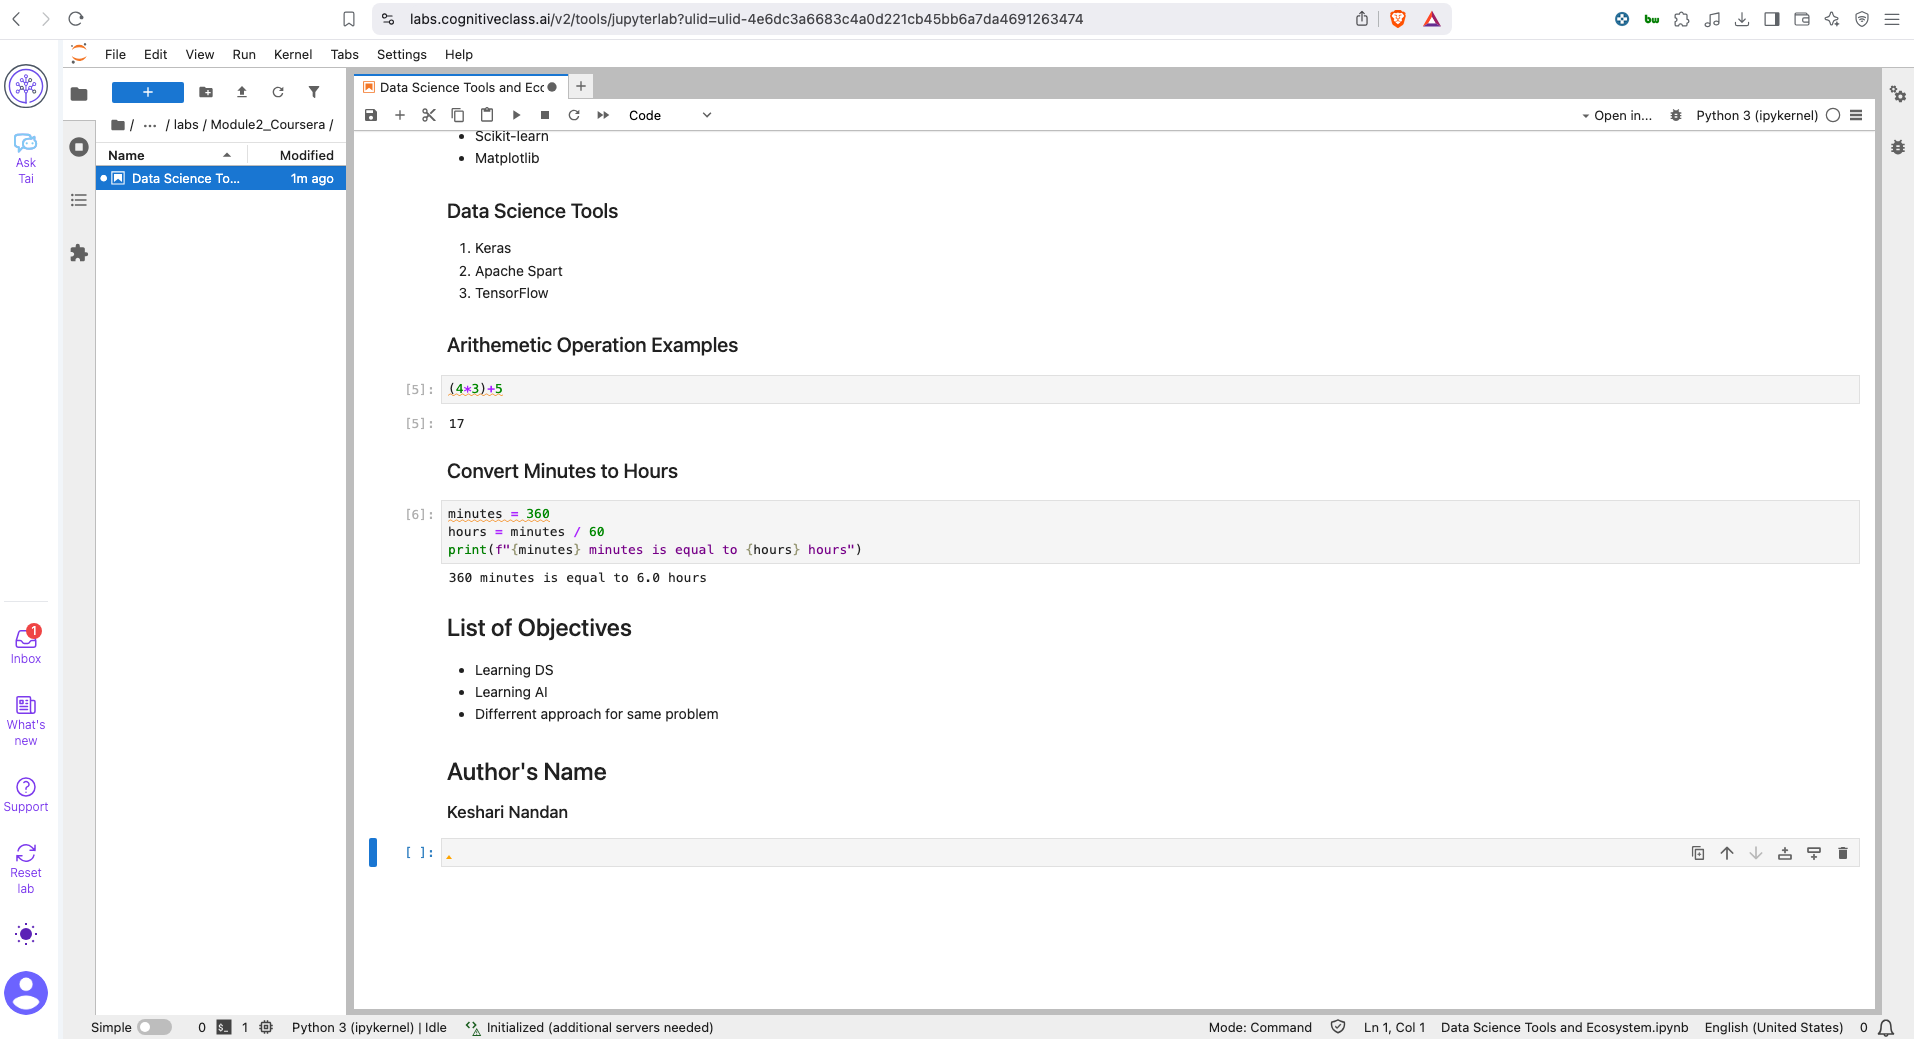 labs.cognitiveclass.ai/v2/tools/jupyterlab?ulid=ulid-4e6dc3a6683c4a0d221cb45bb6a7da4691263474
bw
File Edit View Run Kernel Tabs Settings Help
Ask
Tai
Inbox
1
What's
new
Support
Reset
lab
+
/ ... / labs / Module2_Coursera /
Name Modified
Data Science To... 1m ago
Data Science Tools and Ecc
Code
Open in...
Python 3 (ipykernel)
Scikit-learn
Matplotlib
Data Science Tools
1. Keras
2. Apache Spart
3. TensorFlow
Arithemetic Operation Examples
[5]: (4*3)+5
[5]: 17
Convert Minutes to Hours
[6]: minutes = 360
hours = minutes / 60
print(f"{minutes} minutes is equal to {hours} hours")
360 minutes is equal to 6.0 hours
List of Objectives
Learning DS
Learning AI
Differrent approach for same problem
Author's Name
Keshari Nandan
[ ]:
Simple 0 $_ 1 Python 3 (ipykernel) | Idle Initialized (additional servers needed) Mode: Command Ln 1, Col 1 Data Science Tools and Ecosystem.ipynb English (United States) 0